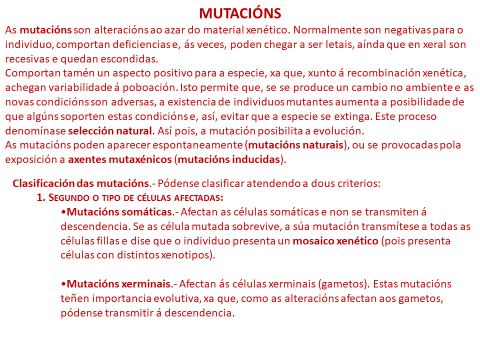 MUTACIÓNS
As mutacións son alteracións ao azar do material xenético. Normalmente son negativas para o
individuo, comportan deficiencias e, ás veces, poden chegar a ser letais, aínda que en xeral son
recesivas e quedan escondidas.
Comportan tamén un aspecto positivo para a especie, xa que, xunto á recombinación xenética,
achegan variabilidade á poboación. Isto permite que, se se produce un cambio no ambiente e as
novas condicións son adversas, a existencia de individuos mutantes aumenta a posibilidade de
que algúns soporten estas condicións e, así, evitar que a especie se extinga. Este proceso
denomínase selección natural. Así pois, a mutación posibilita a evolución.
As mutacións poden aparecer espontaneamente (mutacións naturais), ou se provocadas pola
exposición a axentes mutaxénicos (mutacións inducidas).
Clasificación das mutacións.- Pódense clasificar atendendo a dous criterios:
1. SEGUNDO O TIPO DE CÉLULAS AFECTADAS:
•Mutacións somáticas.- Afectan as células somáticas e non se transmiten á
descendencia. Se as célula mutada sobrevive, a súa mutación transmítese a todas as
células fillas e dise que o individuo presenta un mosaico xenético (pois presenta
células con distintos xenotipos).
•Mutacións xerminais.- Afectan ás células xerminais (gametos). Estas mutacións
teñen importancia evolutiva, xa que, como as alteracións afectan aos gametos,
pódense transmitir á descendencia.